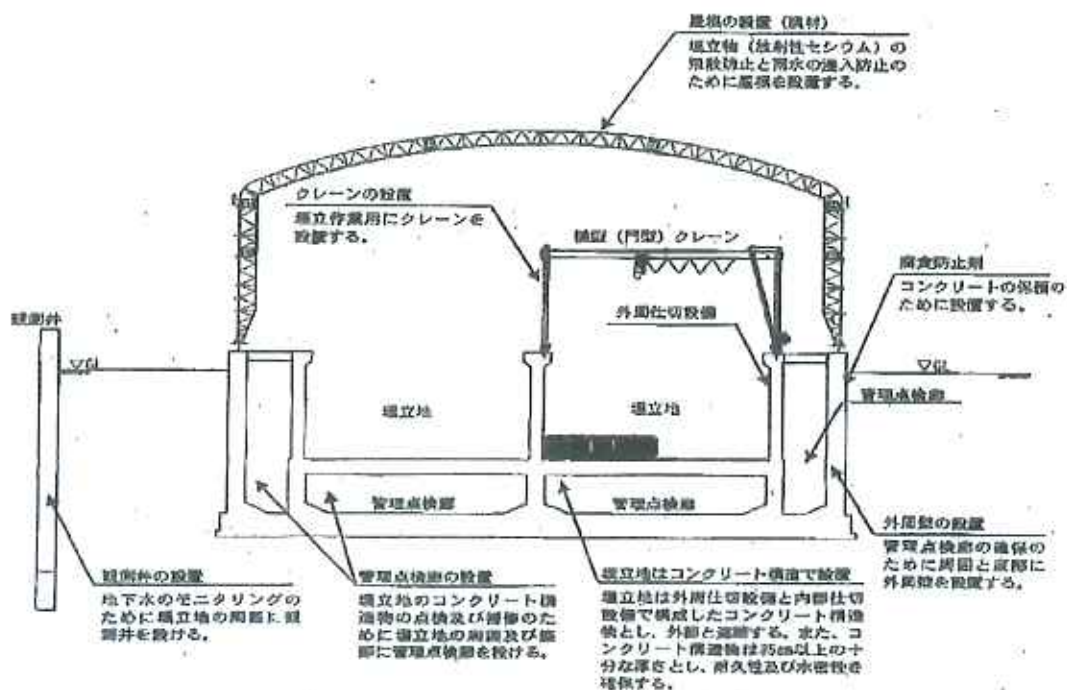 屋根の設置（鋼材）
埋立物（放射性セシウム）の
飛散防止と雨水の進入防止の
ために屋根を設置する。
クレーンの設置
埋立作業用にクレーンを
設置する。
橋型（門型）クレーン
腐食防止剤
コンクリートの保護の
ために設置する。
外周仕切設備
観測井
▽GL
▽GL
管理点検廊
埋立地
埋立地
管理点検廊
管理点検廊
外周壁の設置
管理点検廊の確保の
ために周囲と底部に
外周壁を設置する。
観測井の設置
地下水のモニタリングの
ために埋立地の周囲に観
測井を設ける。
管理点検廊の設置
埋立地のコンクリート構
造物の点検及び補修のた
めに埋立地の周囲及び底
部に管理点検廊を設ける。
埋立地はコンクリート構造で設置
埋立地は外周仕切設備と内部仕切
設備で構成したコンクリート構造
物とし、外部と遮断する。また、コ
ンクリート構造物は35cm以上の十
分な厚さとし、耐久性及び水密性を
確保する。